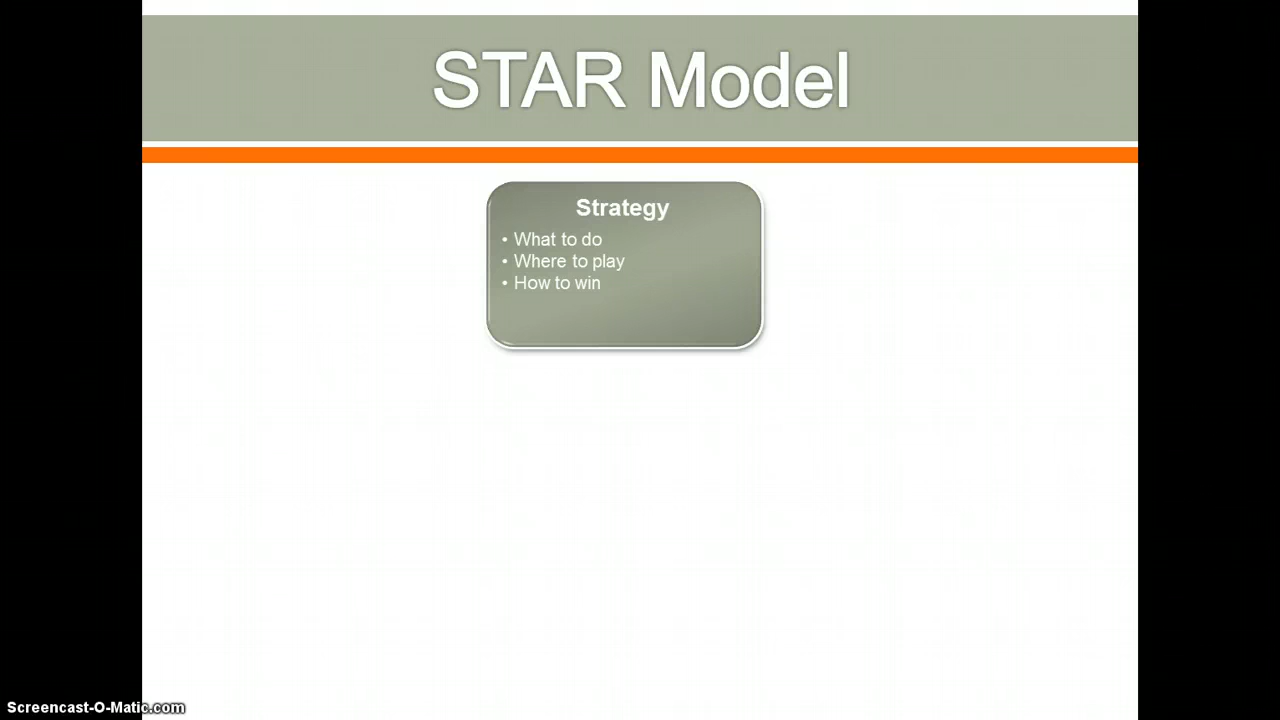 STAR Model
Strategy
• What to do
• Where to play
• How to win
Screencast-O-Matic.com